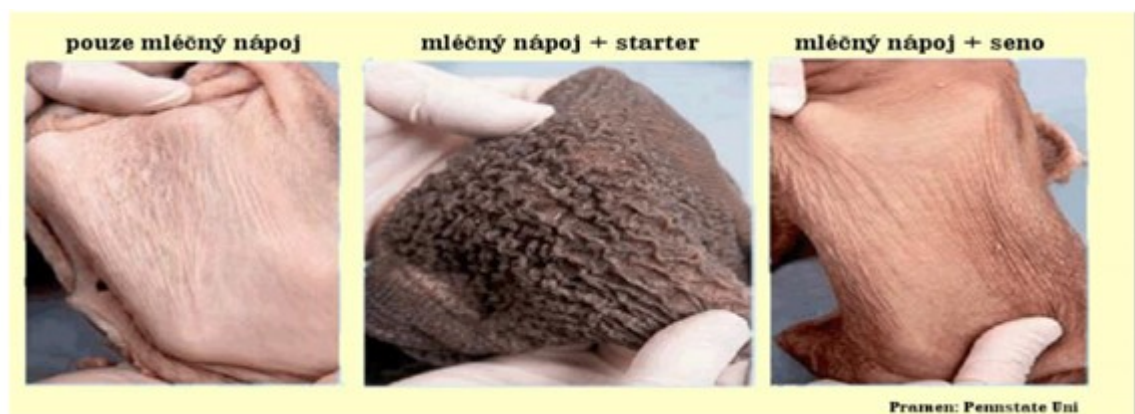 pouze mléčný nápoj
mléčný nápoj + starter
mléčný nápoj + seno
Pramen: Pennstate Uni